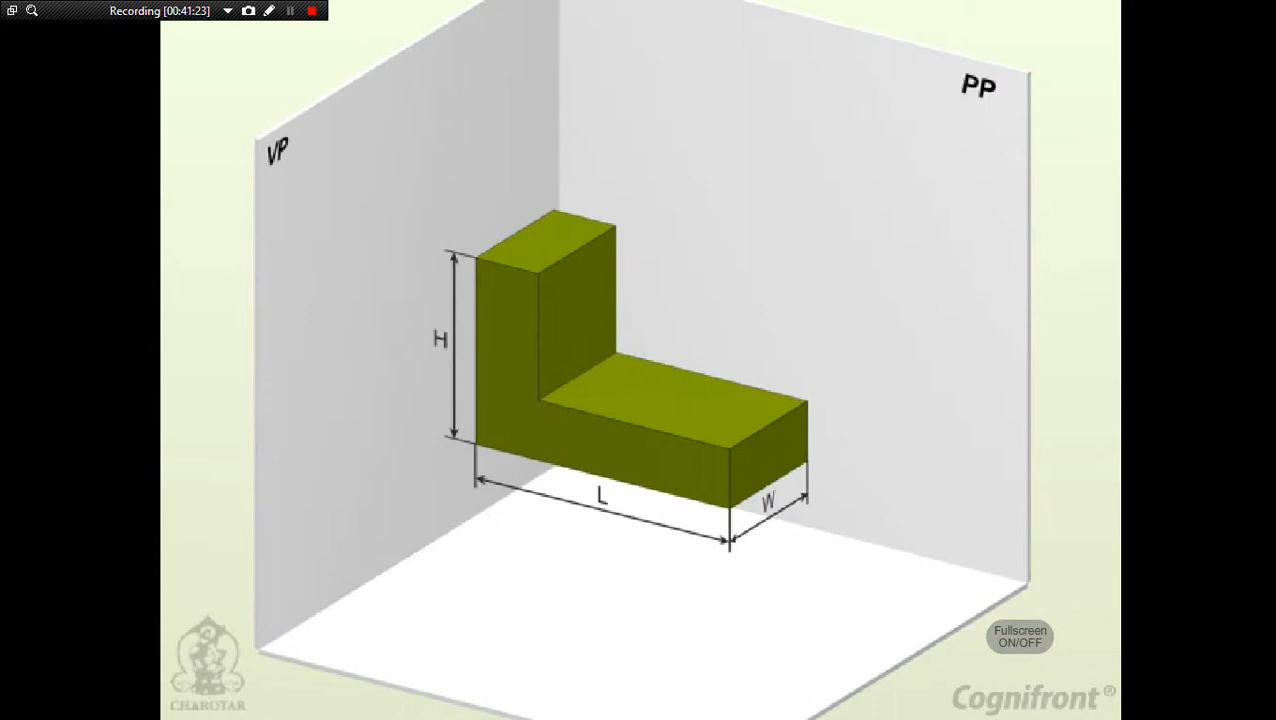 Recording [00:41:23]
PP
VP
H
L
W
Fullscreen
ON/OFF
CHAROTAR
Cognifront ®